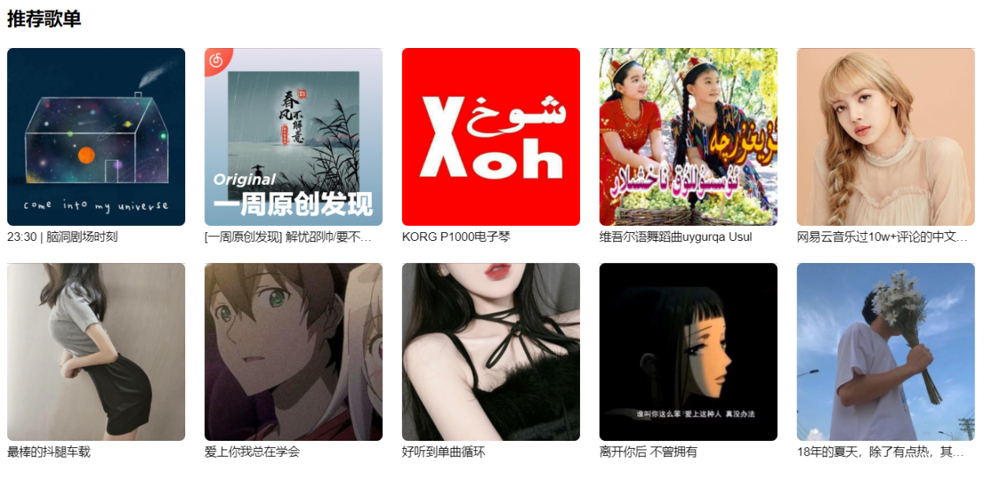 推荐歌单
come into my universe
春风不解意
Original
一周原创发现
شوخ
Xoh
ئۇيغۇرچە
ئۇسسۇللۇق ناخشىلار
23:30 | 脑洞剧场时刻
[一周原创发现] 解忧邵帅/要不…
KORG P1000电子琴
维吾尔语舞蹈曲uygurqa Usul
网易云音乐过10w+评论的中文…
谁叫你这么笨 爱上这种人 真没办法
最棒的抖腿车载
爱上你我总在学会
好听到单曲循环
离开你后 不曾拥有
18年的夏天，除了有点热，其…